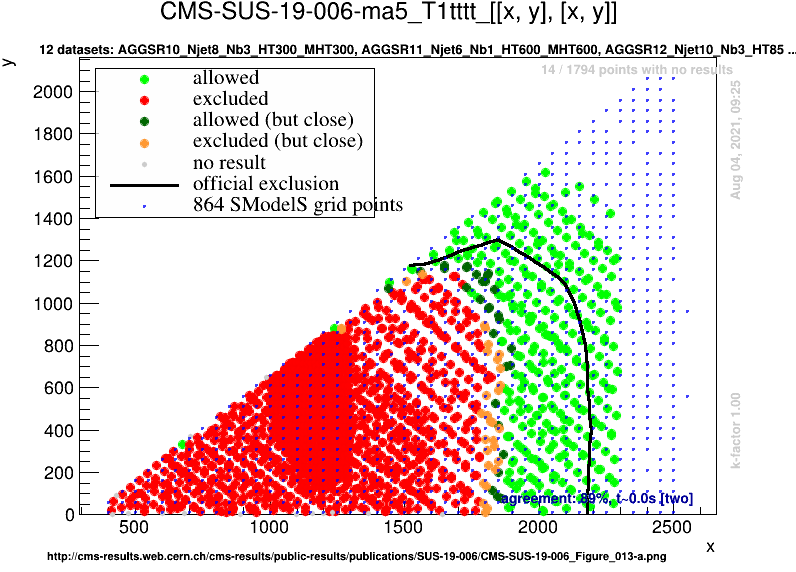 CMS-SUS-19-006-ma5_T1tttt_[[x, y], [x, y]]
12 datasets: AGGSR10_Njet8_Nb3_HT300_MHT300, AGGSR11_Njet6_Nb1_HT600_MHT600, AGGSR12_Njet10_Nb3_HT85 ...
y
14 / 1794 points with no results
allowed
excluded
allowed (but close)
excluded (but close)
no result
official exclusion
864 SModelS grid points
2000
1800
1600
1400
1200
1000
800
600
400
200
0
Aug 04, 2021, 09:25
k-factor 1.00
agreement: 89%, t~0.0s [two]
500
1000
1500
2000
2500
x
http://cms-results.web.cern.ch/cms-results/public-results/publications/SUS-19-006/CMS-SUS-19-006_Figure_013-a.png